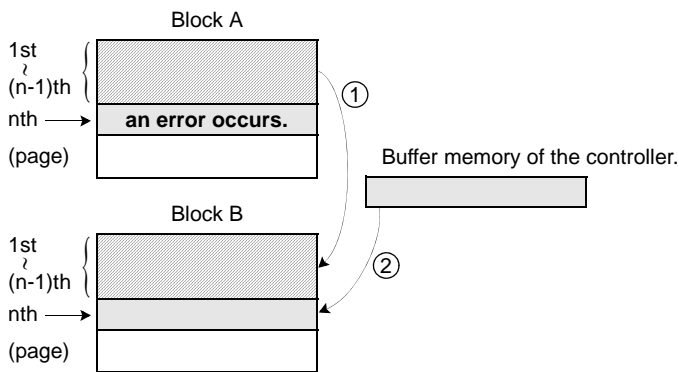 Block A
1st
~
(n-1)th
nth
an error occurs.
(page)
①
Buffer memory of the controller.
Block B
1st
~
(n-1)th
②
nth
(page)